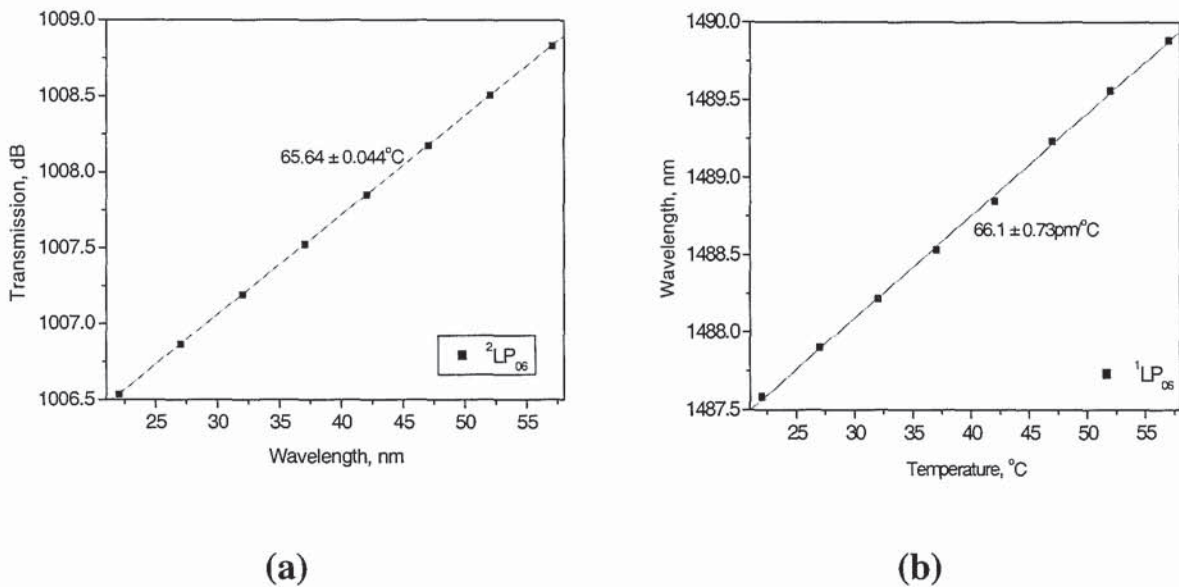 1009.0
1008.5
1008.0
1007.5
1007.0
1006.5
Transmission, dB
65.64 ± 0.044°C
■ ²LP₀₆
25 30 35 40 45 50 55
Wavelength, nm
(a)
1490.0
1489.5
1489.0
1488.5
1488.0
1487.5
Wavelength, nm
66.1 ± 0.73pm/°C
■ ¹LP₀₆
25 30 35 40 45 50 55
Temperature, °C
(b)